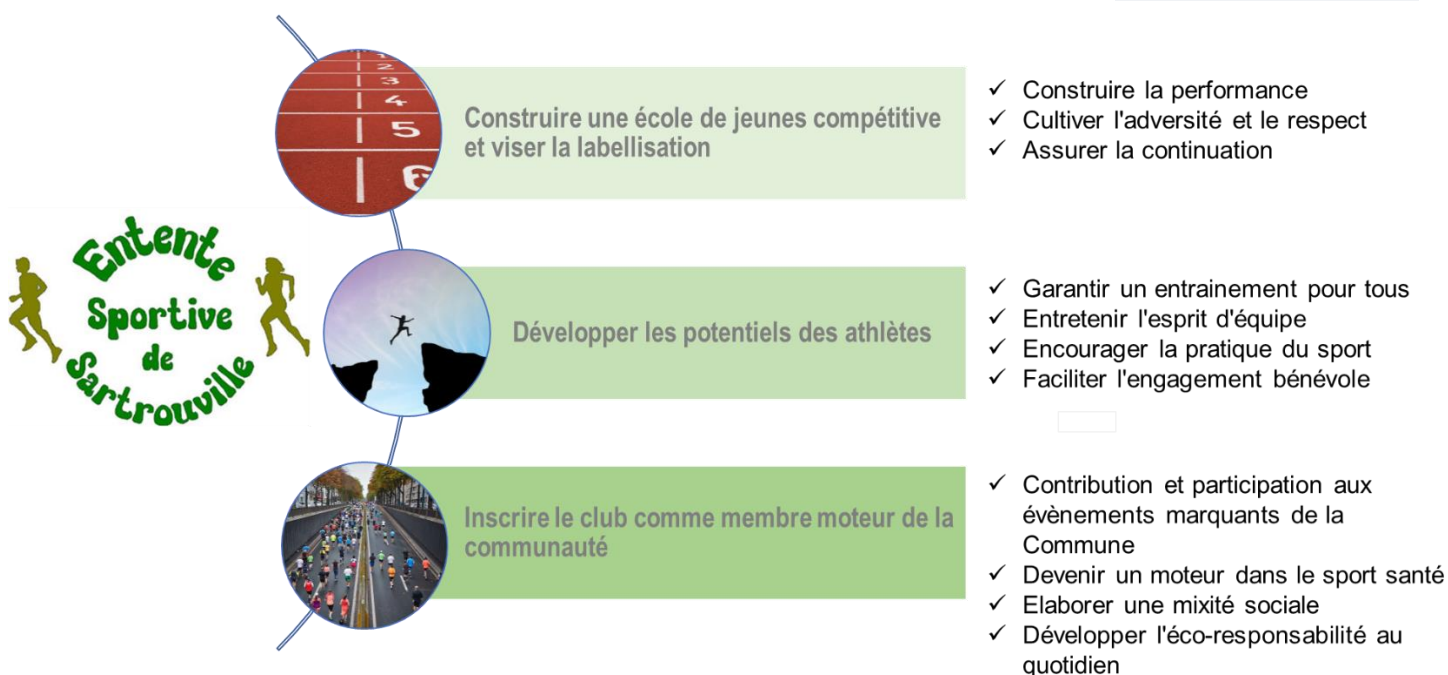 Entente
Sportive
de
Sartrouville
1
2
3
4
5
6
Construire une école de jeunes compétitive
et viser la labellisation
✓ Construire la performance
✓ Cultiver l'adversité et le respect
✓ Assurer la continuation
Développer les potentiels des athlètes
✓ Garantir un entrainement pour tous
✓ Entretenir l'esprit d'équipe
✓ Encourager la pratique du sport
✓ Faciliter l'engagement bénévole
Inscrire le club comme membre moteur de la
communauté
✓ Contribution et participation aux
évènements marquants de la
Commune
✓ Devenir un moteur dans le sport santé
✓ Elaborer une mixité sociale
✓ Développer l'éco-responsabilité au
quotidien